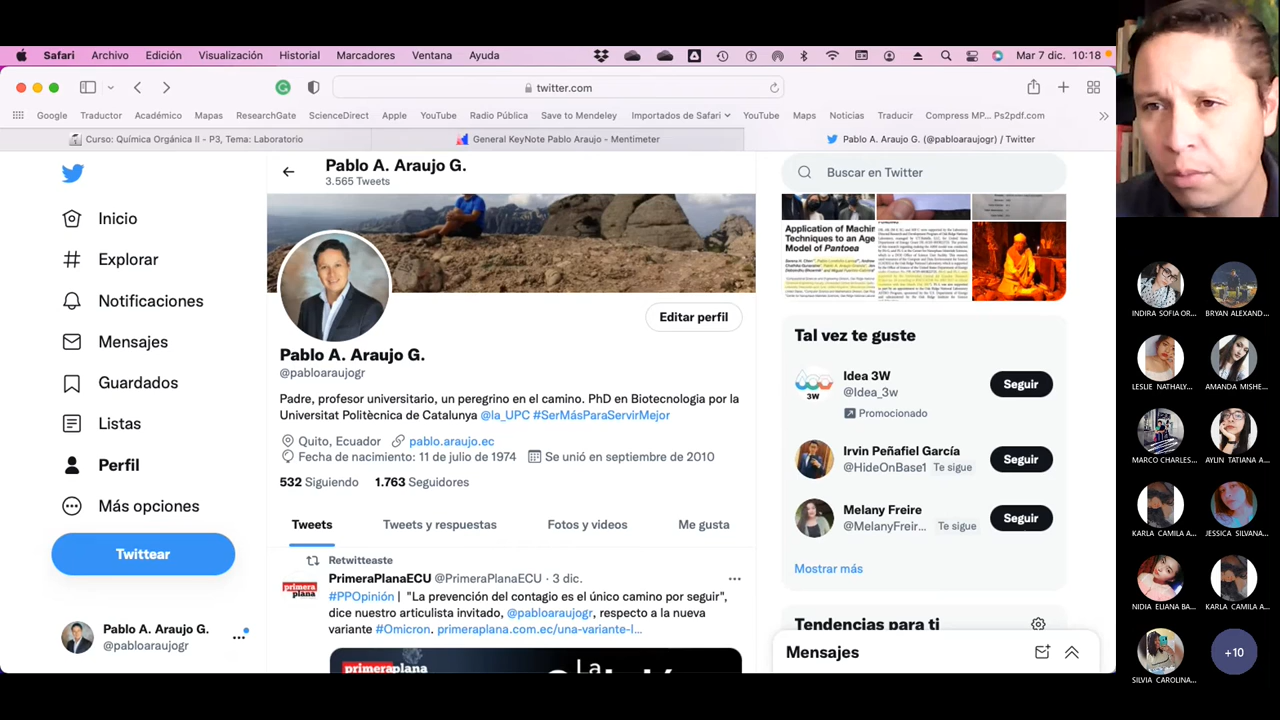 Safari Archivo Edición Visualización Historial Marcadores Ventana Ayuda Mar 7 dic. 10:18
twitter.com
Google Traductor Académico Mapas ResearchGate ScienceDirect Apple YouTube Radio Pública Save to Mendeley Importados de Safari YouTube Maps Noticias Traducir Compress MP... Ps2pdf.com
Curso: Química Orgánica II - P3, Tema: Laboratorio
General KeyNote Pablo Araujo - Mentimeter
Pablo A. Araujo G. (@pabloaraujogr) / Twitter
Inicio
Explorar
Notificaciones
Mensajes
Guardados
Listas
Perfil
Más opciones
Twittear
Pablo A. Araujo G.
@pabloaraujogr
Pablo A. Araujo G.
3.565 Tweets
Editar perfil
Pablo A. Araujo G.
@pabloaraujogr
Padre, profesor universitario, un peregrino en el camino. PhD en Biotecnologia por la
Universitat Politècnica de Catalunya @la_UPC #SerMásParaServirMejor
Quito, Ecuador pablo.araujo.ec
Fecha de nacimiento: 11 de julio de 1974 Se unió en septiembre de 2010
532 Siguiendo 1.763 Seguidores
Tweets Tweets y respuestas Fotos y videos Me gusta
Retwitteaste
PrimeraPlanaECU @PrimeraPlanaECU · 3 dic.
#PPOpinión | "La prevención del contagio es el único camino por seguir",
dice nuestro articulista invitado, @pabloaraujogr, respecto a la nueva
variante #Omicron. primeraplana.com.ec/una-variante-l...
primera
plana
primeraplana
La
Buscar en Twitter
Application of Machin
Techniques to an Age
Model of Pantoea
Tal vez te guste
Idea 3W
@Idea_3w
Promocionado
Seguir
3W
Irvin Peñafiel García
@HideOnBase1 Te sigue
Seguir
Melany Freire
@MelanyFreir... Te sigue
Seguir
Mostrar más
Tendencias para ti
Mensajes
INDIRA SOFIA OR...
BRYAN ALEXAND...
LESLIE NATHALY...
AMANDA MISHE...
MARCO CHARLES...
AYLIN TATIANA A...
KARLA CAMILA A...
JESSICA SILVANA...
NIDIA ELIANA BA...
KARLA CAMILA A...
SILVIA CAROLINA...
+10